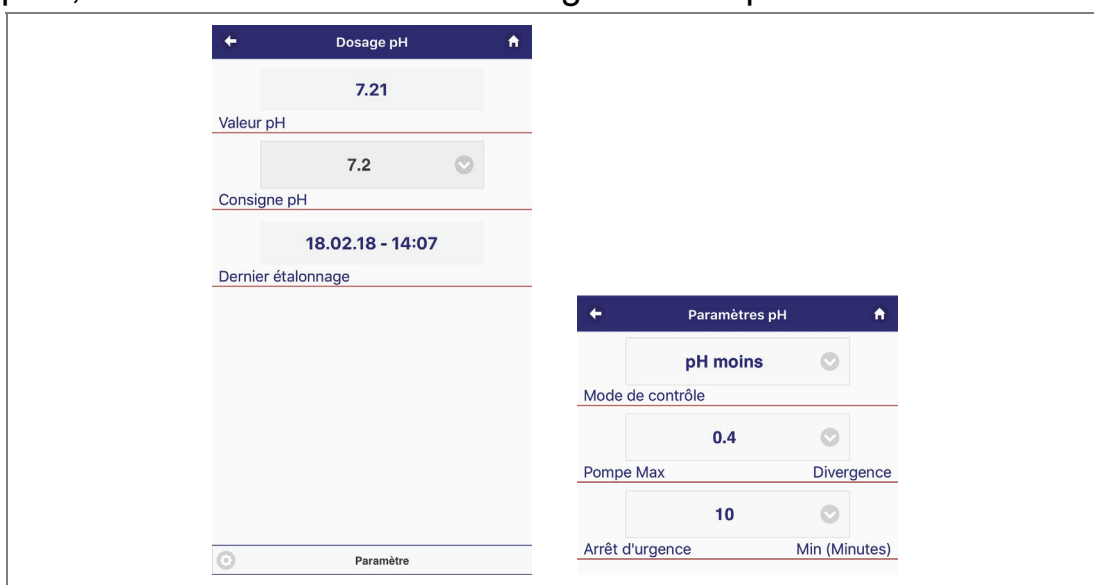 Dosage pH
7.21
Valeur pH
7.2
Consigne pH
18.02.18 - 14:07
Dernier étalonnage
Paramètre
Paramètres pH
pH moins
Mode de contrôle
0.4
Pompe Max Divergence
10
Arrêt d'urgence Min (Minutes)